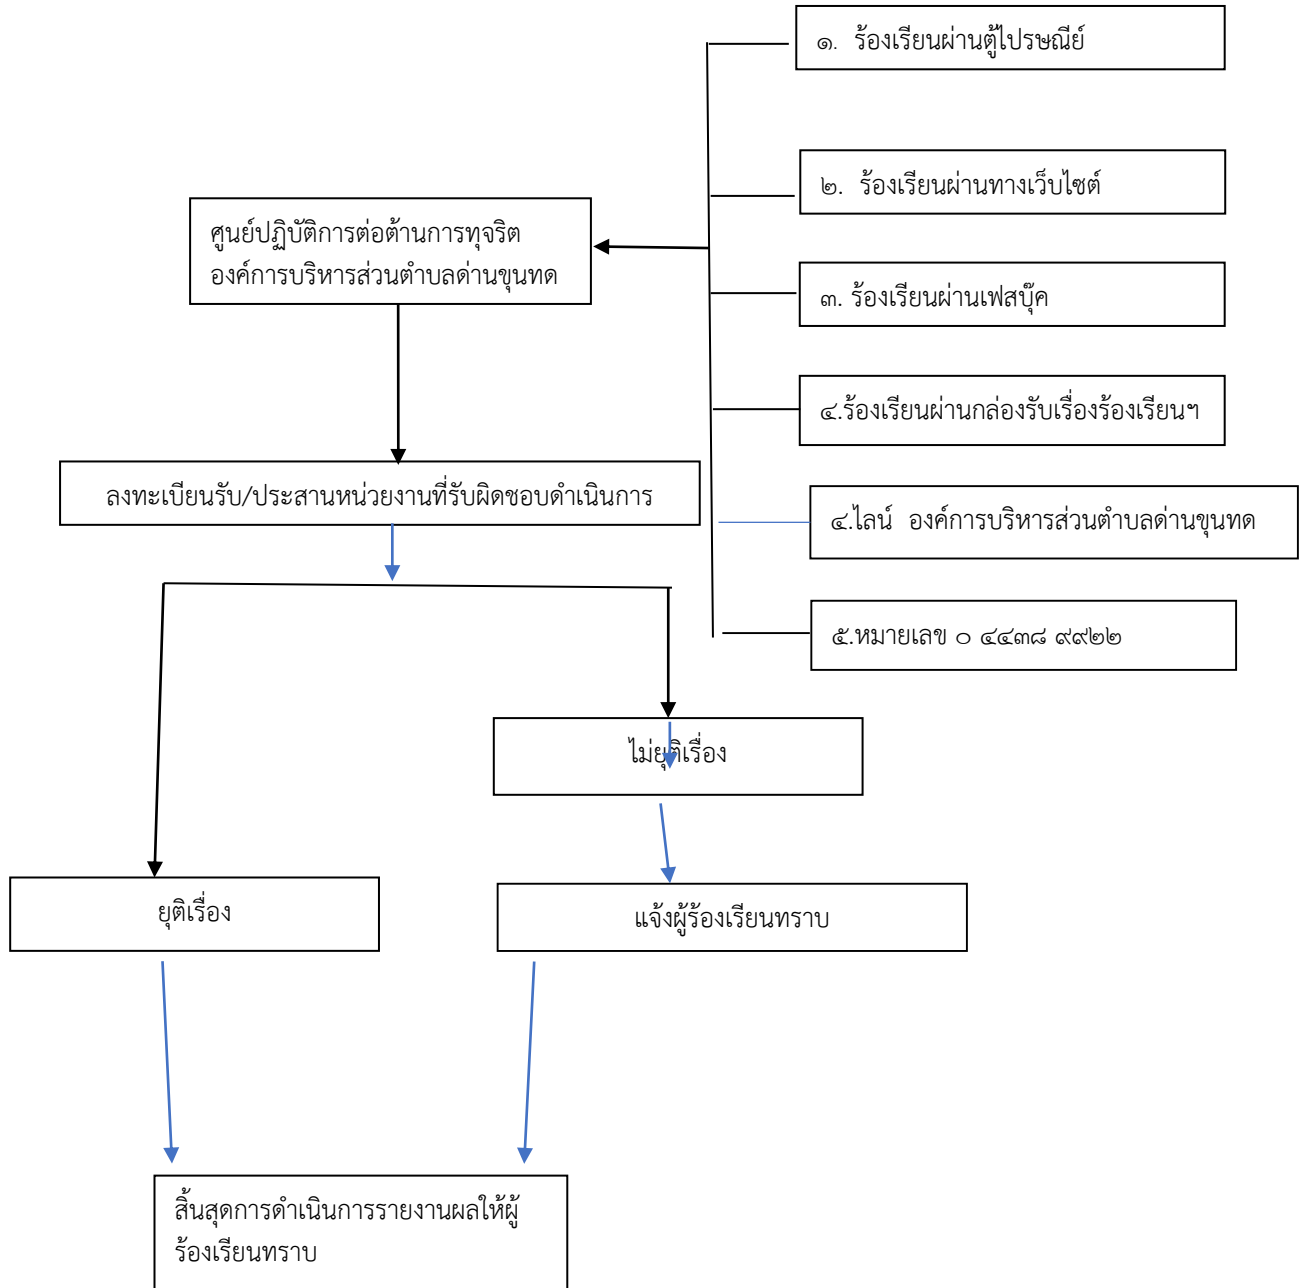 ๑. ร้องเรียนผ่านตู้ไปรษณีย์
๒. ร้องเรียนผ่านทางเว็บไซต์
ศูนย์ปฏิบัติการต่อต้านการทุจริต
องค์การบริหารส่วนตำบลด่านขุนทด
๓. ร้องเรียนผ่านเฟสบุ๊ค
๔.ร้องเรียนผ่านกล่องรับเรื่องร้องเรียนฯ
ลงทะเบียนรับ/ประสานหน่วยงานที่รับผิดชอบดำเนินการ
๔.ไลน์ องค์การบริหารส่วนตำบลด่านขุนทด
๕.หมายเลข ๐ ๔๔๓๘ ๙๙๒๒
ไม่ยุติเรื่อง
ยุติเรื่อง
แจ้งผู้ร้องเรียนทราบ
สิ้นสุดการดำเนินการรายงานผลให้ผู้
ร้องเรียนทราบ